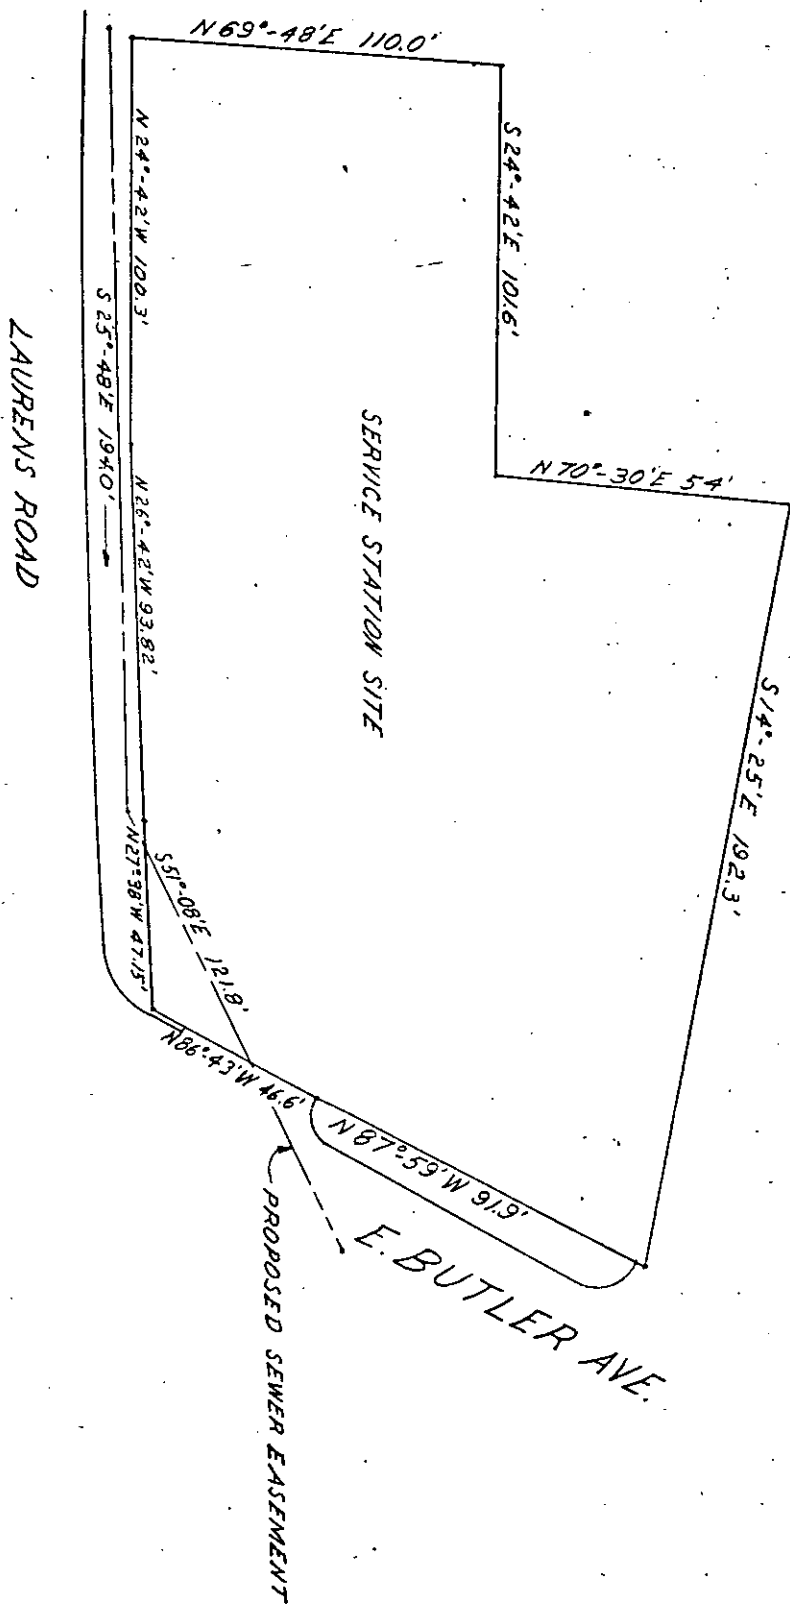 N 69°-48'E 110.0'
S 24°-42'E 101.6'
N 24°-42'W 100.3'
S 25°-48'E 194.0'
LAURENS ROAD
SERVICE STATION SITE
N 70°-30'E 54'
N 26°-42'W 93.82'
S 14°-25'E 192.3'
N 27°-38'W 47.15'
S 51°-08'E 121.8'
N 86°-43'W 46.6'
N 87°-59'W 91.9'
E. BUTLER AVE.
PROPOSED SEWER EASEMENT